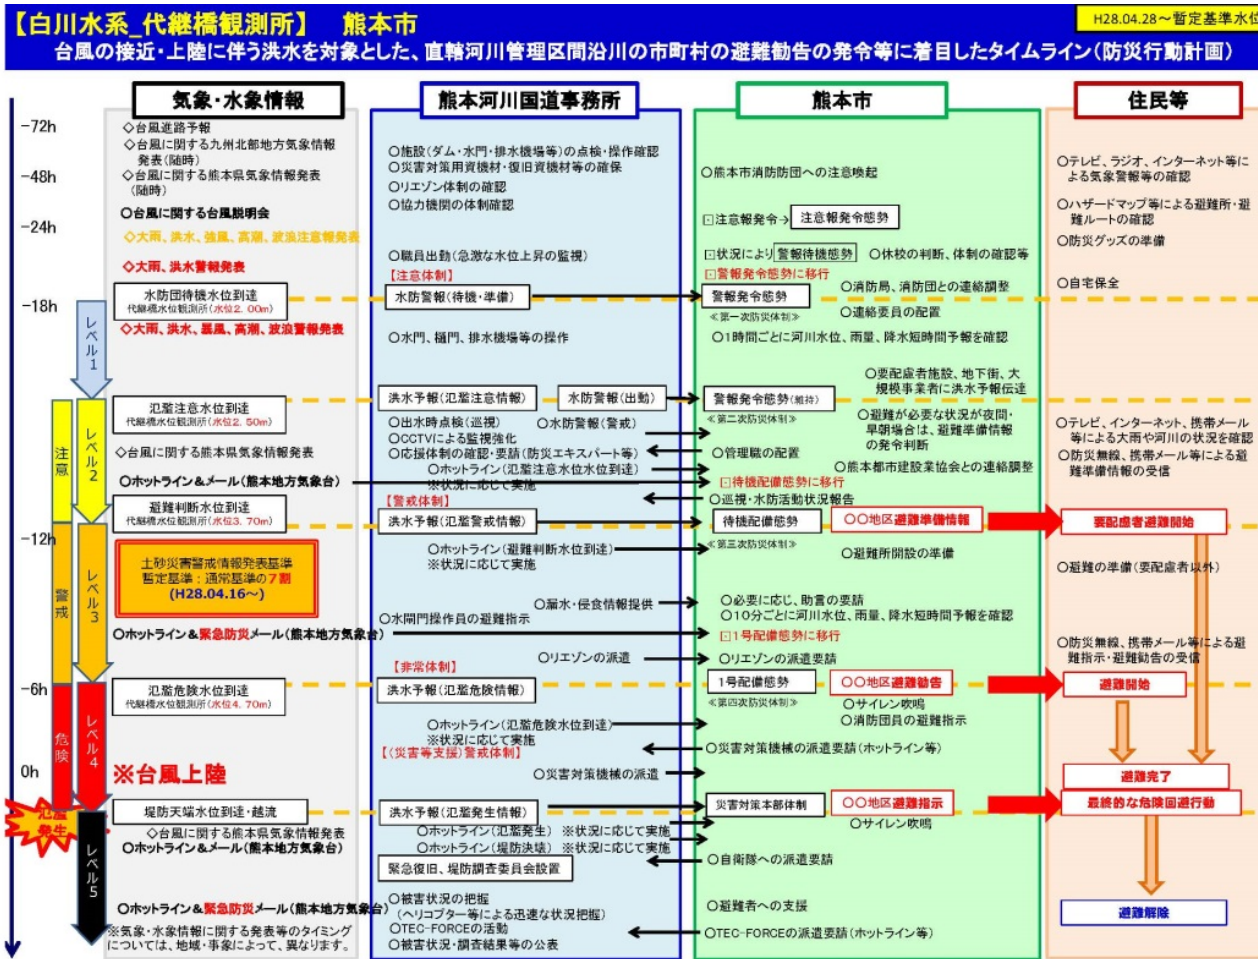 【白川水系_代継橋観測所】　熊本市
H28.04.28～暫定基準水位
台風の接近・上陸に伴う洪水を対象とした、直轄河川管理区間沿川の市町村の避難勧告の発令等に着目したタイムライン(防災行動計画)
気象・水象情報
熊本河川国道事務所
熊本市
住民等
-72h
-48h
-24h
-18h
-12h
-6h
0h
氾濫
発生
注意
警戒
危険
レベル1
レベル2
レベル3
レベル4
レベル5
◇台風進路予報
◇台風に関する九州北部地方気象情報
発表(随時)
◇台風に関する熊本県気象情報発表
(随時)
○台風に関する台風説明会
◇大雨、洪水、強風、高潮、波浪注意報発表
◇大雨、洪水警報発表
水防団待機水位到達
代継橋水位観測所(水位2.00m)
◇大雨、洪水、暴風、高潮、波浪警報発表
氾濫注意水位到達
代継橋水位観測所(水位2.50m)
◇台風に関する熊本県気象情報発表
○ホットライン&メール(熊本地方気象台)
避難判断水位到達
代継橋水位観測所(水位3.70m)
土砂災害警戒情報発表基準
暫定基準：通常基準の7割
(H28.04.16～)
○ホットライン&緊急防災メール(熊本地方気象台)
氾濫危険水位到達
代継橋水位観測所(水位4.70m)
※台風上陸
堤防天端水位到達・越流
◇台風に関する熊本県気象情報発表
○ホットライン&メール(熊本地方気象台)
○ホットライン&緊急防災メール(熊本地方気象台)
※気象・水象情報に関する発表等のタイミング
については、地域・事象によって、異なります。
○施設(ダム・水門・排水機場等)の点検・操作確認
○災害対策用資機材・復旧資機材等の確保
○リエゾン体制の確認
○協力機関の体制確認
○職員出動(急激な水位上昇の監視)
【注意体制】
水防警報(待機・準備)
○水門、樋門、排水機場等の操作
洪水予報(氾濫注意情報)
水防警報(出動)
○出水時点検(巡視)
○水防警報(警戒)
○CCTVによる監視強化
○応援体制の確認・要請(防災エキスパート等)
○ホットライン(氾濫注意水位水位到達)
※状況に応じて実施
【警戒体制】
洪水予報(氾濫警戒情報)
○ホットライン(避難判断水位到達)
※状況に応じて実施
○漏水・侵食情報提供
○水閘門操作員の避難指示
○リエゾンの派遣
【非常体制】
洪水予報(氾濫危険情報)
○ホットライン(氾濫危険水位到達)
※状況に応じて実施
【(災害等支援)警戒体制】
○災害対策機械の派遣
洪水予報(氾濫発生情報)
○ホットライン(氾濫発生)　※状況に応じて実施
○ホットライン(堤防決壊)　※状況に応じて実施
緊急復旧、堤防調査委員会設置
○被害状況の把握
(ヘリコプター等による迅速な状況把握)
○TEC-FORCEの活動
○被害状況・調査結果等の公表
○熊本市消防防団への注意喚起
⊡注意報発令→
注意報発令態勢
⊡状況により
警報待機態勢
○休校の判断、体制の確認等
⊡警報発令態勢に移行
警報発令態勢
≪第一次防災体制≫
○消防局、消防団との連絡調整
○連絡要員の配置
○1時間ごとに河川水位、雨量、降水短時間予報を確認
○要配慮者施設、地下街、大
規模事業者に洪水予報伝達
警報発令態勢(維持)
≪第二次防災体制≫
○避難が必要な状況が夜間・
早朝場合は、避難準備情報
の発令判断
○管理職の配置
○熊本都市建設業協会との連絡調整
⊡待機配備態勢に移行
○巡視・水防活動状況報告
待機配備態勢
≪第三次防災体制≫
○○地区避難準備情報
○避難所開設の準備
○必要に応じ、助言の要請
○10分ごとに河川水位、雨量、降水短時間予報を確認
⊡1号配備態勢に移行
○リエゾンの派遣要請
1号配備態勢
≪第四次防災体制≫
○○地区避難勧告
○サイレン吹鳴
○消防団員の避難指示
○災害対策機械の派遣要請(ホットライン等)
災害対策本部体制
○○地区避難指示
○サイレン吹鳴
○自衛隊への派遣要請
○避難者への支援
○TEC-FORCEの派遣要請(ホットライン等)
○テレビ、ラジオ、インターネット等に
よる気象警報等の確認
○ハザードマップ等による避難所・避
難ルートの確認
○防災グッズの準備
○自宅保全
○テレビ、インターネット、携帯メール
等による大雨や河川の状況を確認
○防災無線、携帯メール等による避
難準備情報の受信
要配慮者避難開始
○避難の準備(要配慮者以外)
○防災無線、携帯メール等による避
難指示・避難勧告の受信
避難開始
避難完了
最終的な危険回避行動
避難解除